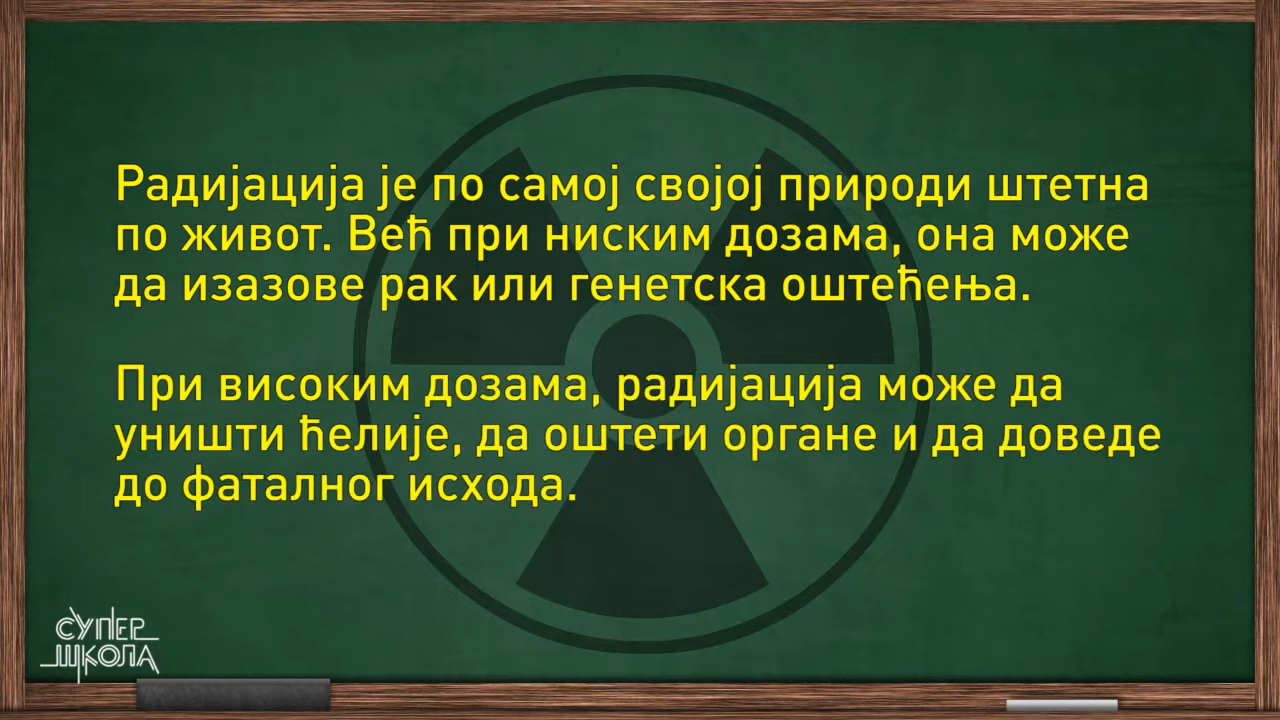 Радијација је по самој својој природи штетна
по живот. Већ при ниским дозама, она може
да изазове рак или генетска оштећења.
При високим дозама, радијација може да
уништи ћелије, да оштети органе и да доведе
до фаталног исхода.
СУПЕР
ШКОЛА